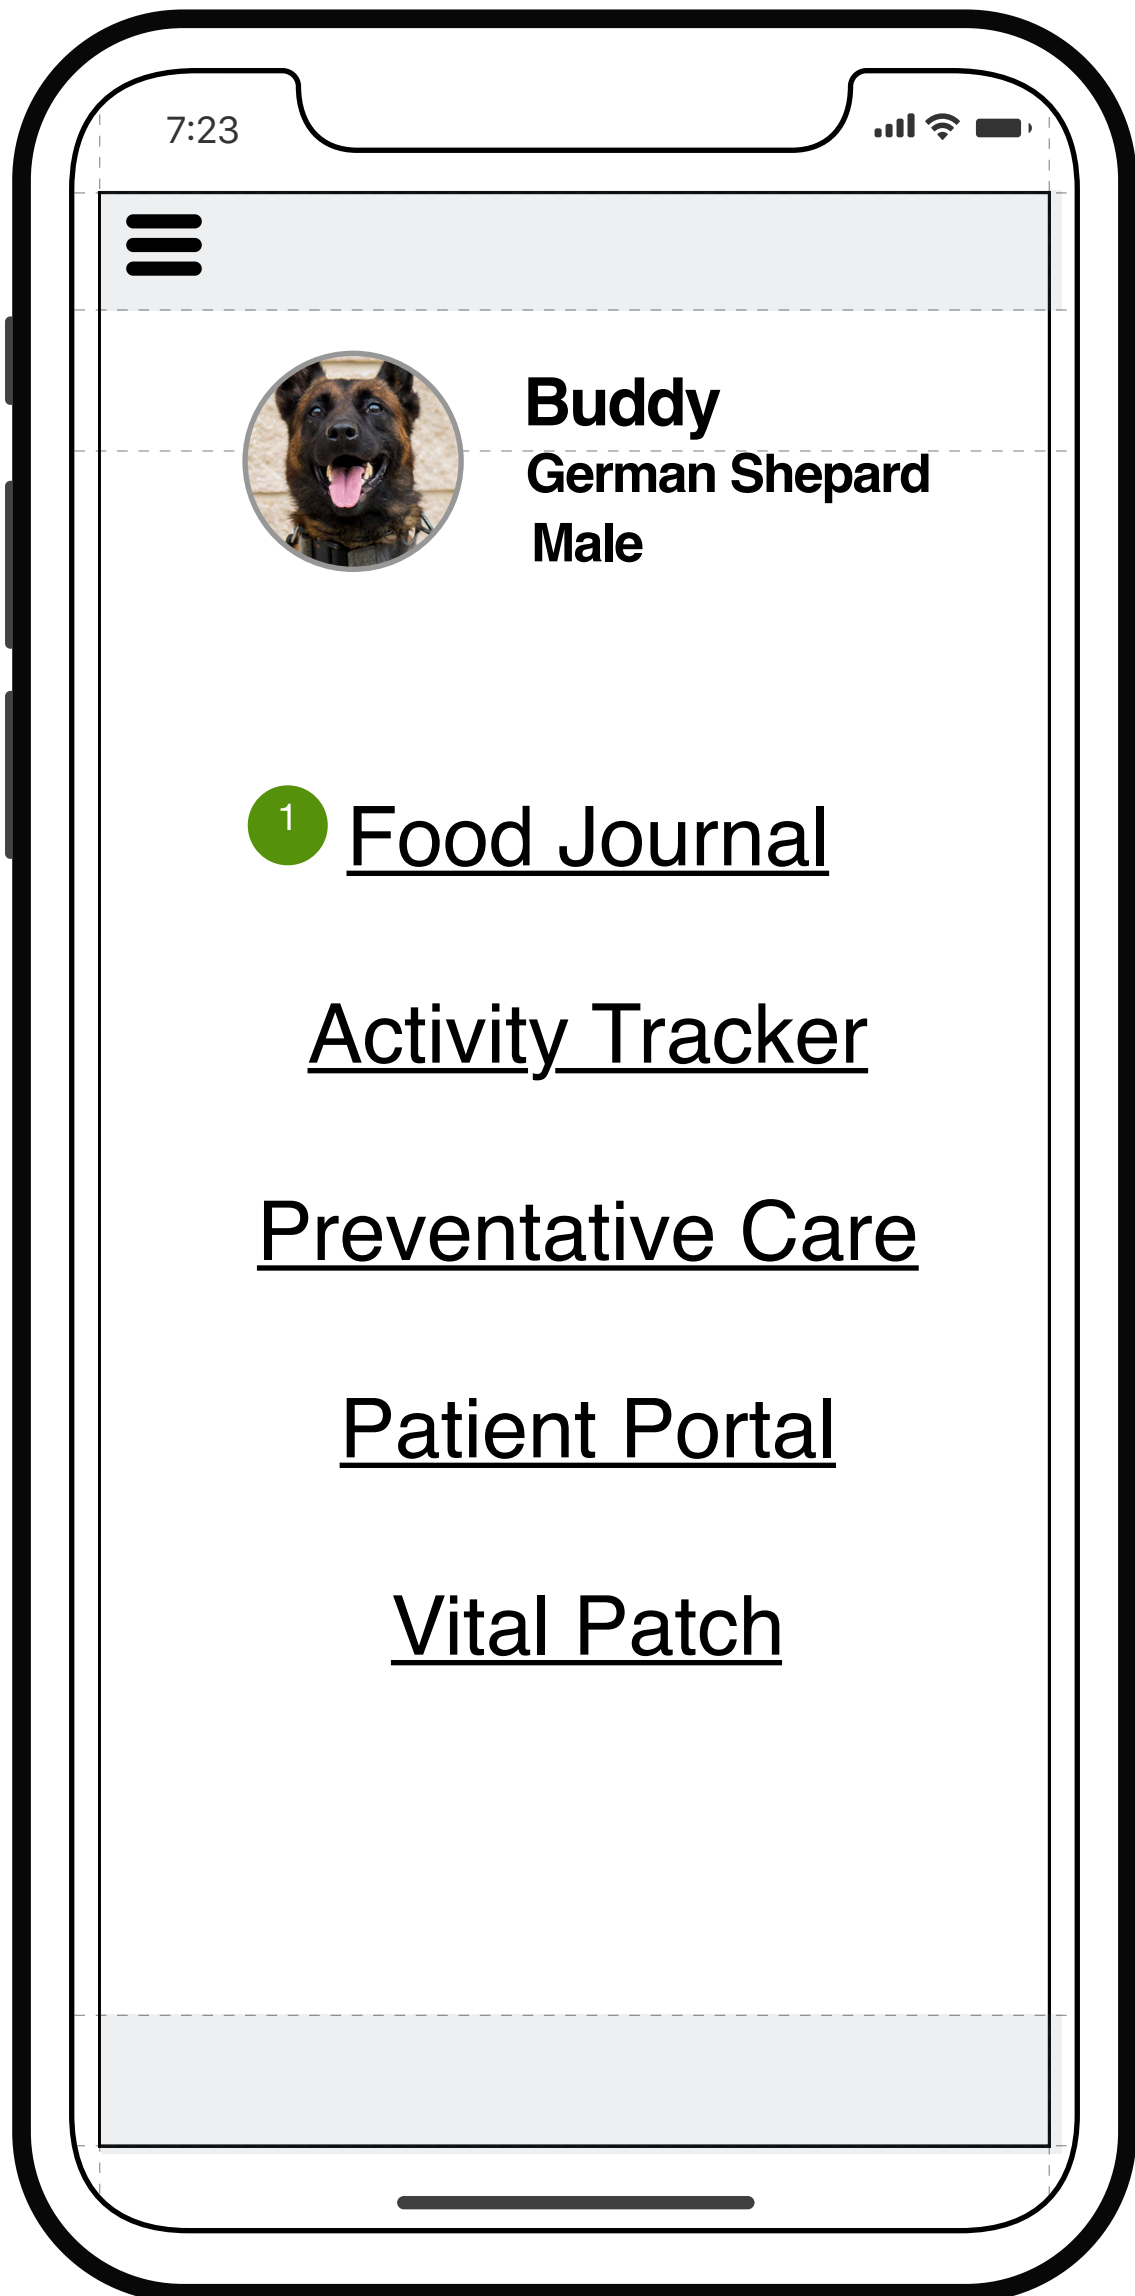 7:23
Buddy
German Shepard
Male
1 Food Journal
Activity Tracker
Preventative Care
Patient Portal
Vital Patch